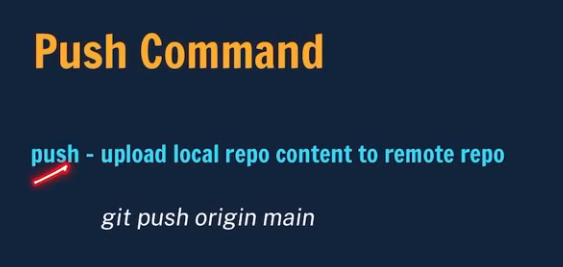 Push Command
push - upload local repo content to remote repo
git push origin main